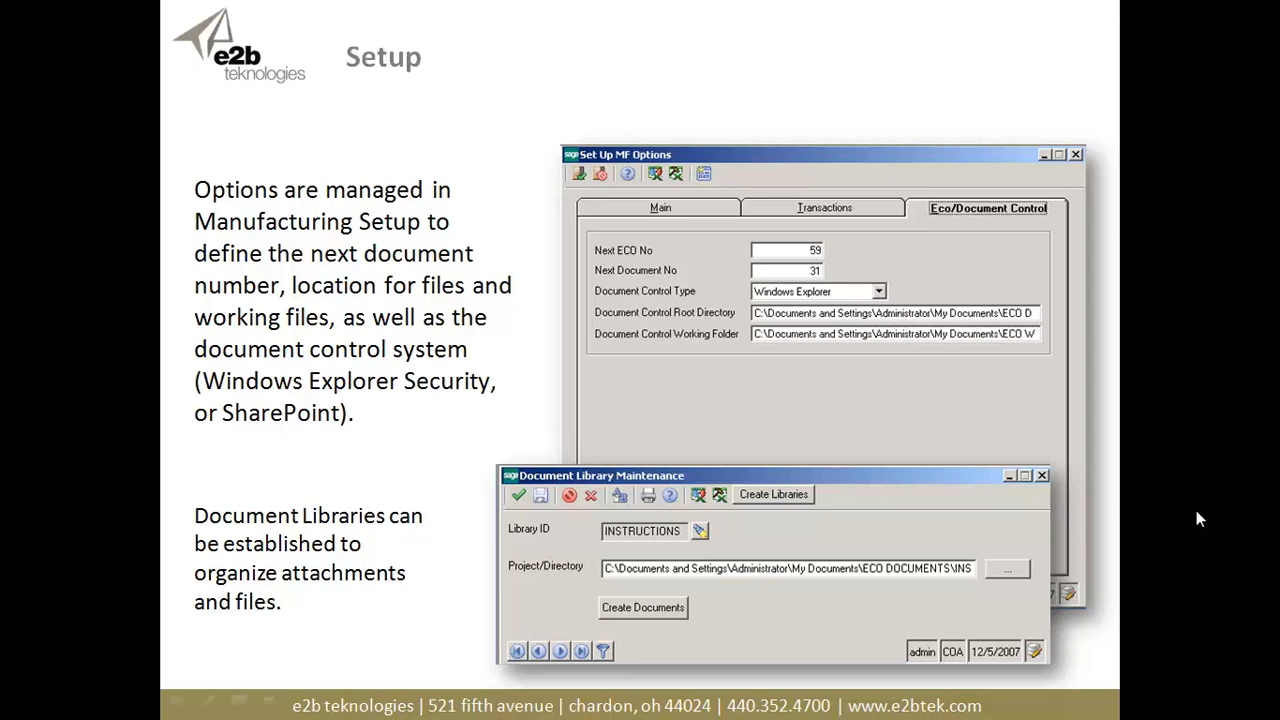 e2b
teknologies
Setup
Options are managed in
Manufacturing Setup to
define the next document
number, location for files and
working files, as well as the
document control system
(Windows Explorer Security,
or SharePoint).
Document Libraries can
be established to
organize attachments
and files.
sage Set Up MF Options
Main
Transactions
Eco/Document Control
Next ECO No 59
Next Document No 31
Document Control Type Windows Explorer
Document Control Root Directory C:\Documents and Settings\Administrator\My Documents\ECO D
Document Control Working Folder C:\Documents and Settings\Administrator\My Documents\ECO W
sage Document Library Maintenance
Create Libraries
Library ID INSTRUCTIONS
Project/Directory C:\Documents and Settings\Administrator\My Documents\ECO DOCUMENTS\INS ...
Create Documents
admin COA 12/5/2007
7
e2b teknologies | 521 fifth avenue | chardon, oh 44024 | 440.352.4700 | www.e2btek.com